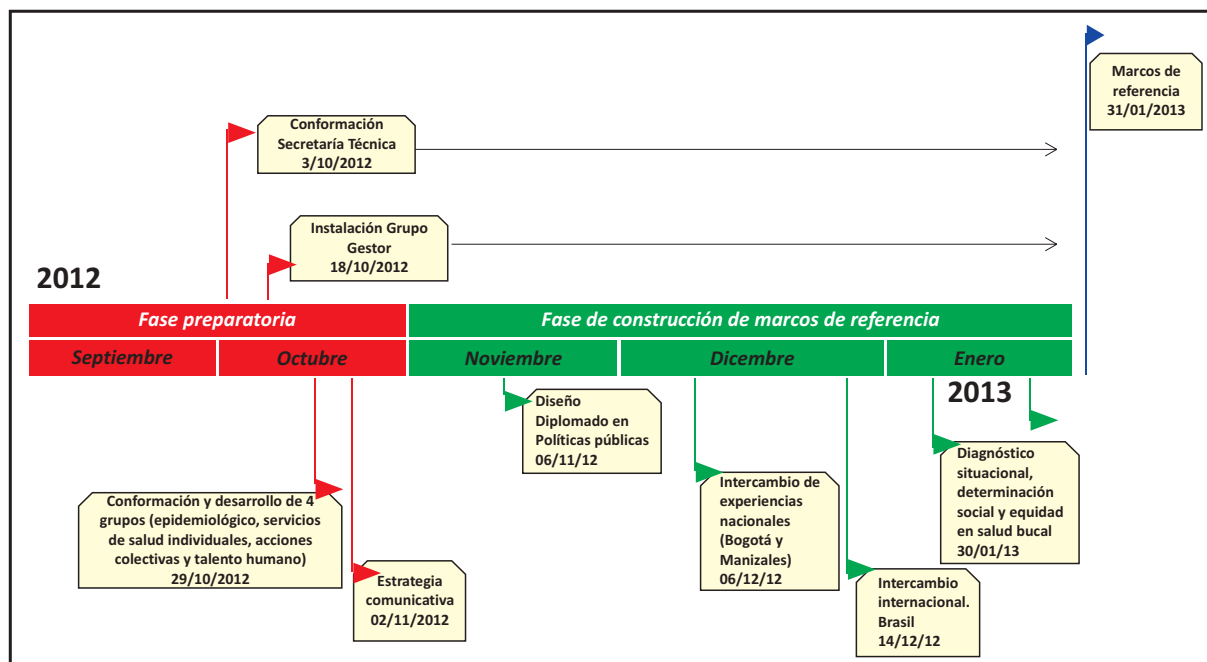 Marcos de
referencia
31/01/2013
Conformación
Secretaría Técnica
3/10/2012
Instalación Grupo
Gestor
18/10/2012
2012
Fase preparatoria
Fase de construcción de marcos de referencia
Septiembre
Octubre
Noviembre
Dicembre
Enero
2013
Diseño
Diplomado en
Políticas públicas
06/11/12
Conformación y desarrollo de 4
grupos (epidemiológico, servicios
de salud individuales, acciones
colectivas y talento humano)
29/10/2012
Estrategia
comunicativa
02/11/2012
Intercambio de
experiencias
nacionales
(Bogotá y
Manizales)
06/12/12
Intercambio
internacional.
Brasil
14/12/12
Diagnóstico
situacional,
determinación
social y equidad
en salud bucal
30/01/13